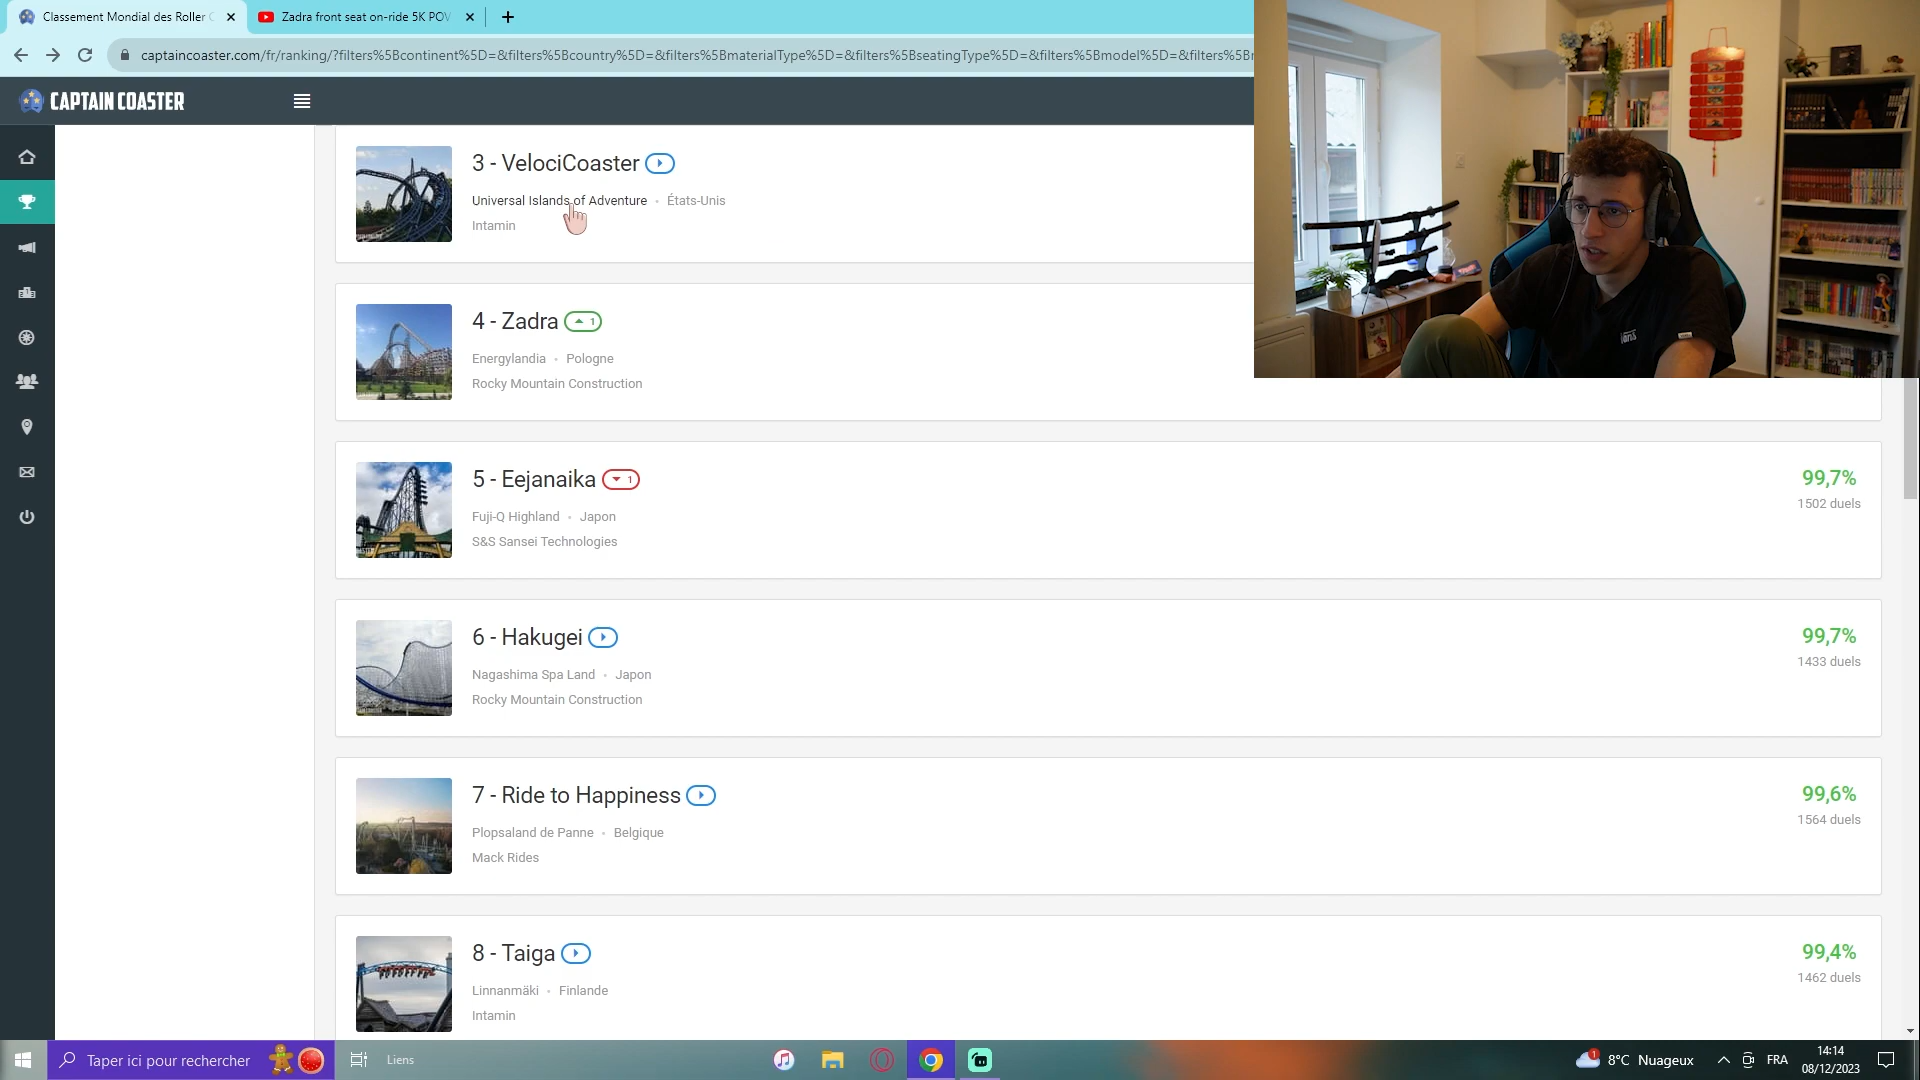 Classement Mondial des Roller C
Zadra front seat on-ride 5K POV
captaincoaster.com/fr/ranking/?filters%5Bcontinent%5D=&filters%5Bcountry%5D=&filters%5BmaterialType%5D=&filters%5BseatingType%5D=&filters%5Bmodel%5D=&filters%5Br
CAPTAIN COASTER
3 - VelociCoaster
Universal Islands of Adventure • États-Unis
Intamin
4 - Zadra 1
Energylandia • Pologne
Rocky Mountain Construction
5 - Eejanaika 1
99,7%
Fuji-Q Highland • Japon
1502 duels
S&S Sansei Technologies
6 - Hakugei
99,7%
Nagashima Spa Land • Japon
1433 duels
Rocky Mountain Construction
7 - Ride to Happiness
99,6%
Plopsaland de Panne • Belgique
1564 duels
Mack Rides
8 - Taiga
99,4%
Linnanmäki • Finlande
1462 duels
Intamin
Taper ici pour rechercher
Liens
1
8°C Nuageux
FRA
14:14
08/12/2023